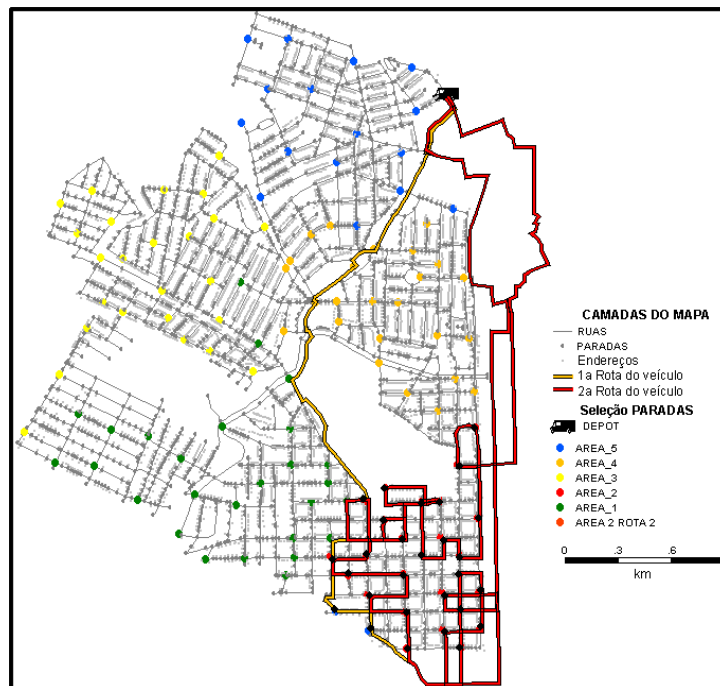 CAMADAS DO MAPA
RUAS
PARADAS
Endereços
1a Rota do veículo
2a Rota do veículo
Seleção PARADAS
DEPOT
AREA_5
AREA_4
AREA_3
AREA_2
AREA_1
AREA 2 ROTA 2
0 .3 .6
km